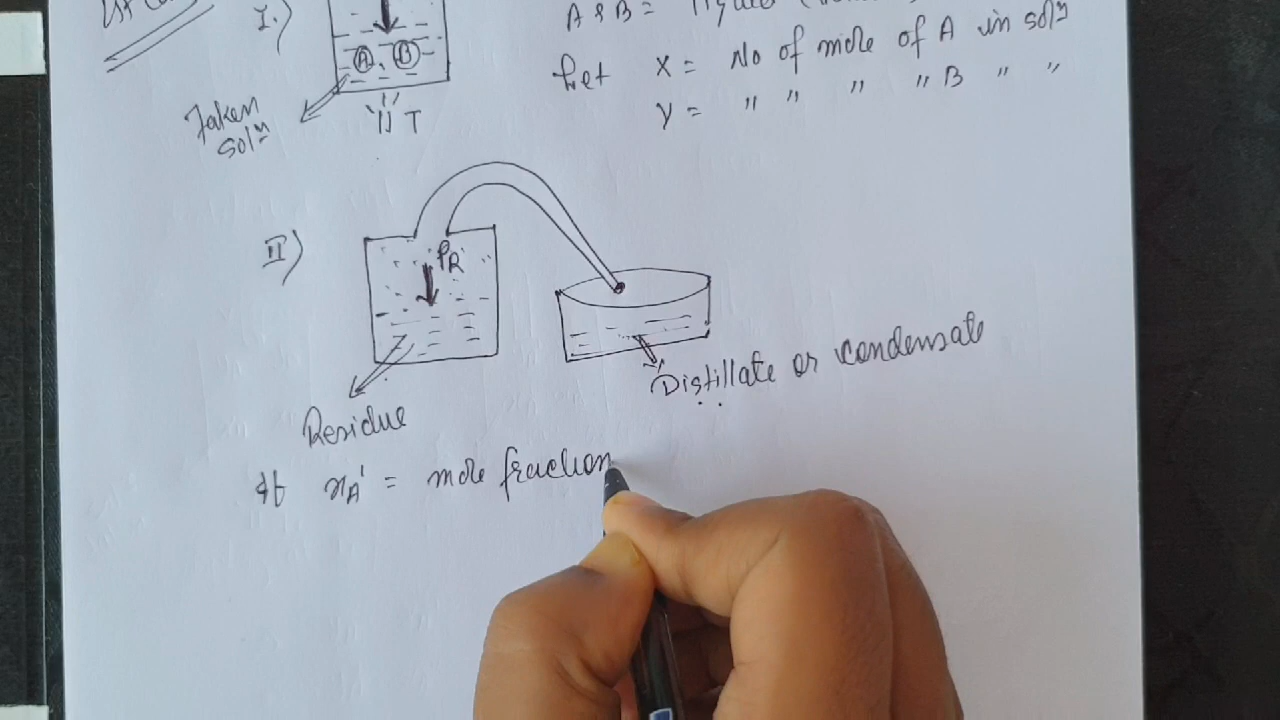 I.)
A & B =
Let X = No of mole of A in solⁿ
Y = " " " " B " "
A B
Taken
solⁿ
T
II)
P_R
Distillate or condensate
Residue
If x_A' = mole fraction